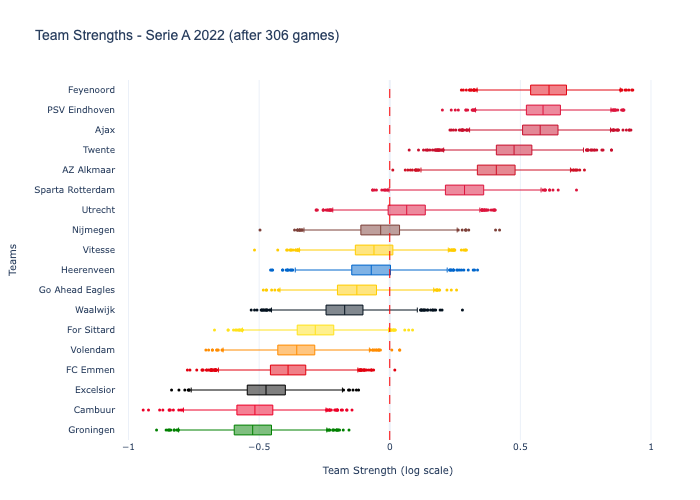 Team Strengths - Serie A 2022 (after 306 games)
Feyenoord
PSV Eindhoven
Ajax
Twente
AZ Alkmaar
Sparta Rotterdam
Utrecht
Nijmegen
Vitesse
Heerenveen
Go Ahead Eagles
Waalwijk
For Sittard
Volendam
FC Emmen
Excelsior
Cambuur
Groningen
Teams
−1 −0.5 0 0.5 1
Team Strength (log scale)